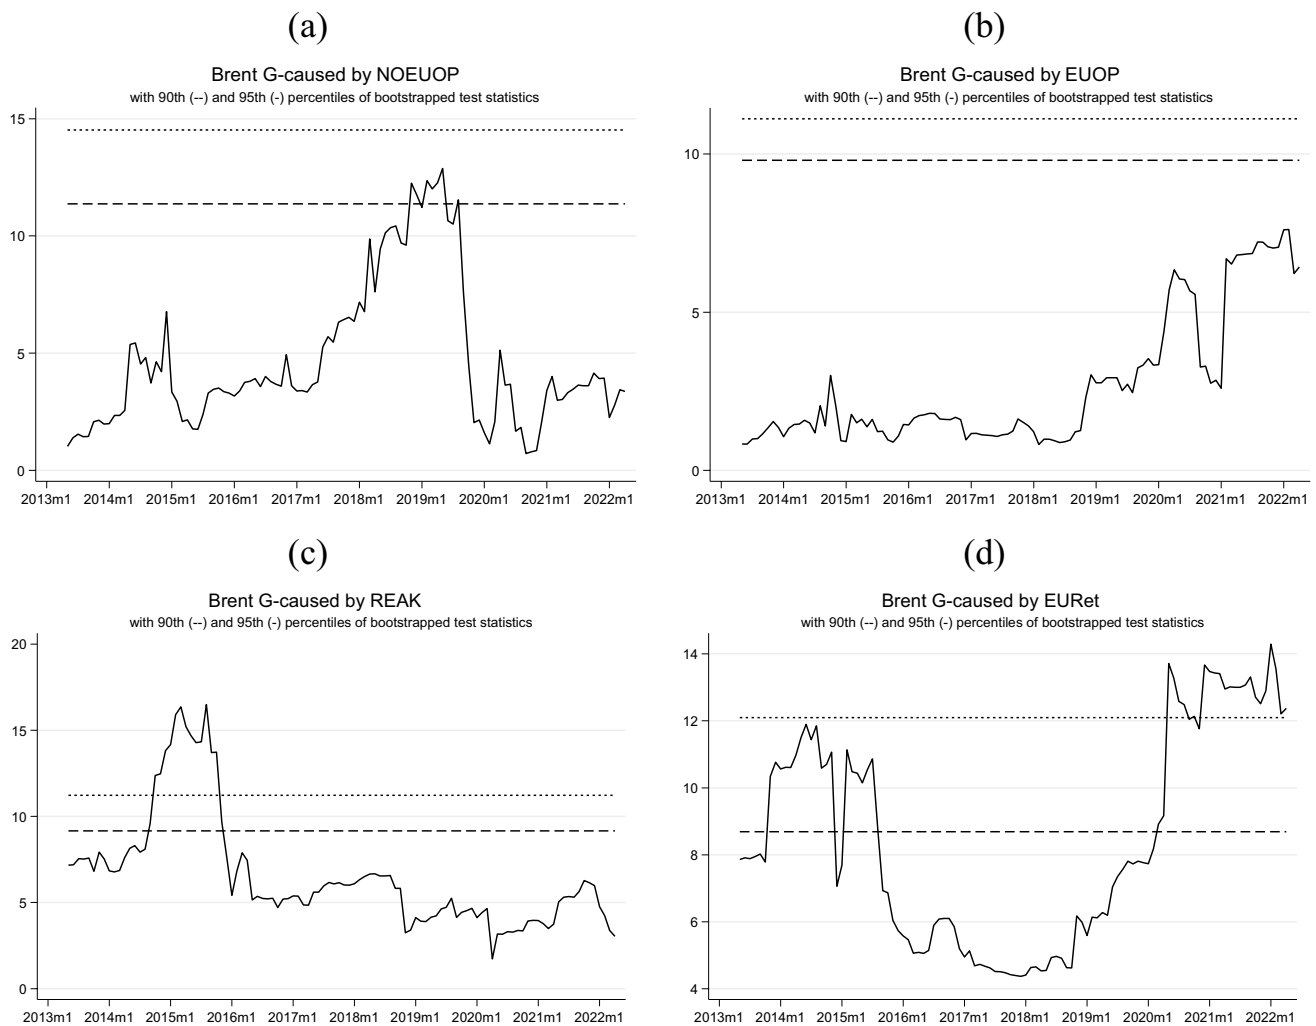 (a)
Brent G-caused by NOEUOP
with 90th (--) and 95th (-) percentiles of bootstrapped test statistics
15
10
5
0
2013m1 2014m1 2015m1 2016m1 2017m1 2018m1 2019m1 2020m1 2021m1 2022m1
(b)
Brent G-caused by EUOP
with 90th (--) and 95th (-) percentiles of bootstrapped test statistics
10
5
0
2013m1 2014m1 2015m1 2016m1 2017m1 2018m1 2019m1 2020m1 2021m1 2022m1
(c)
Brent G-caused by REAK
with 90th (--) and 95th (-) percentiles of bootstrapped test statistics
20
15
10
5
0
2013m1 2014m1 2015m1 2016m1 2017m1 2018m1 2019m1 2020m1 2021m1 2022m1
(d)
Brent G-caused by EURet
with 90th (--) and 95th (-) percentiles of bootstrapped test statistics
14
12
10
8
6
4
2013m1 2014m1 2015m1 2016m1 2017m1 2018m1 2019m1 2020m1 2021m1 2022m1